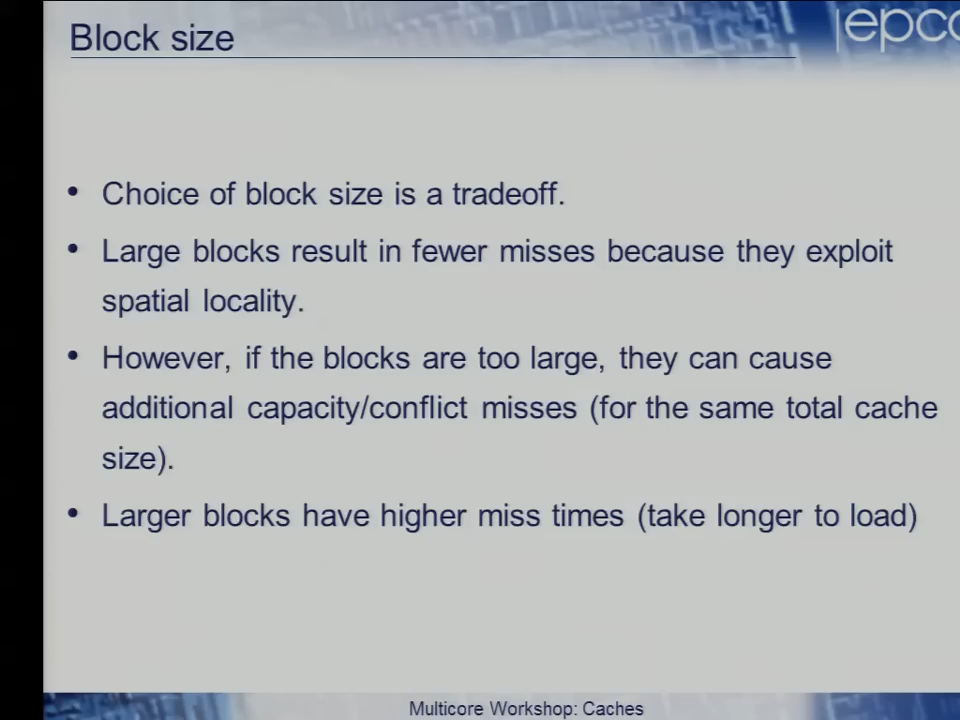 Block size
|epcc
• Choice of block size is a tradeoff.
• Large blocks result in fewer misses because they exploit
spatial locality.
• However, if the blocks are too large, they can cause
additional capacity/conflict misses (for the same total cache
size).
• Larger blocks have higher miss times (take longer to load)
Multicore Workshop: Caches